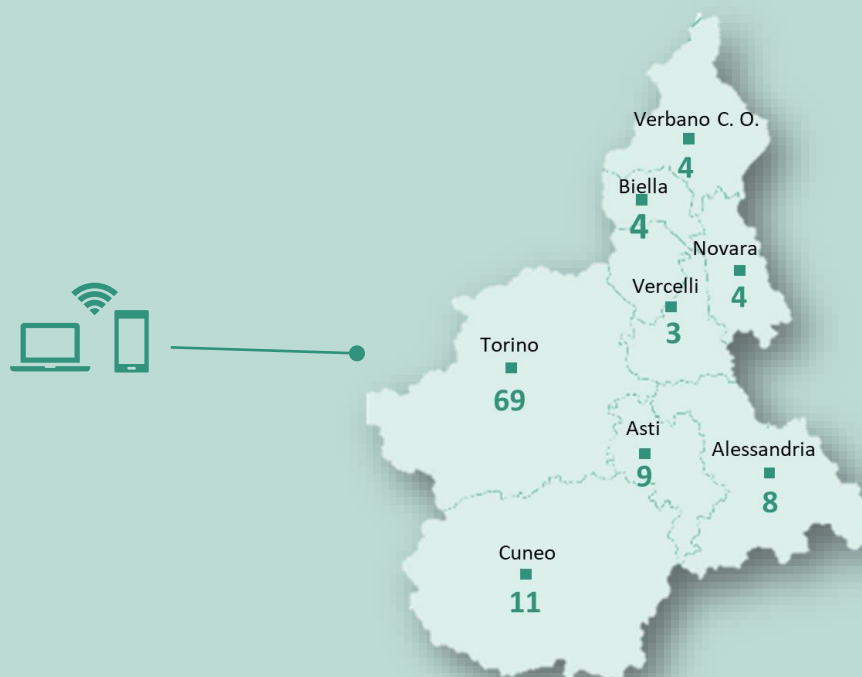 Verbano C. O.
4
Biella
4
Novara
4
Vercelli
3
Torino
69
Asti
9
Alessandria
8
Cuneo
11